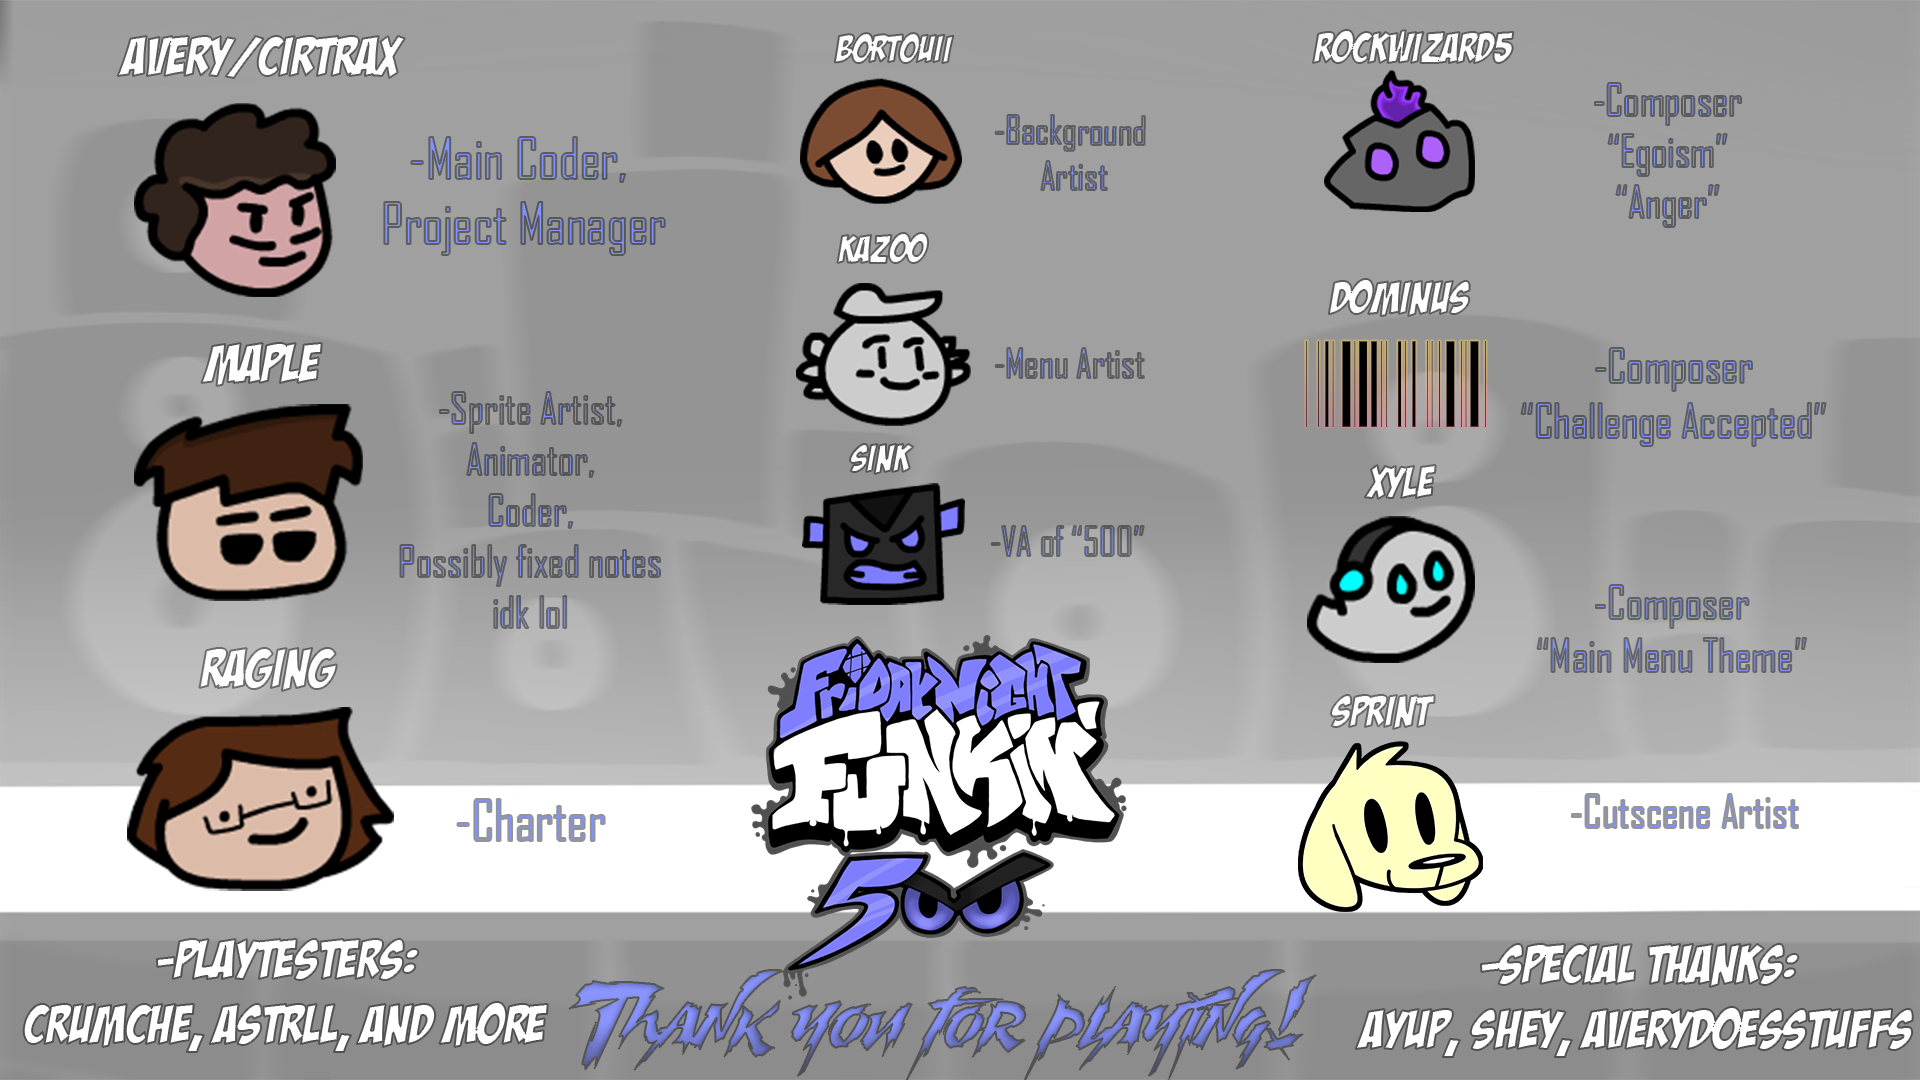 AVERY/CIRTRAX
-Main Coder,
Project Manager
MAPLE
-Sprite Artist,
Animator,
Coder,
Possibly fixed notes
idk lol
RAGING
-Charter
BORTOUII
-Background
Artist
KAZOO
-Menu Artist
SINK
-VA of “500”
FRIDAY NIGHT
FUNKIN'
500
ROCKWIZARD5
-Composer
“Egoism”
“Anger”
DOMINUS
-Composer
“Challenge Accepted”
XYLE
-Composer
“Main Menu Theme”
SPRINT
-Cutscene Artist
-PLAYTESTERS:
CRUMCHE, ASTRLL, AND MORE
THANK YOU FOR PLAYING!
-SPECIAL THANKS:
AYUP, SHEY, AVERYDOESSTUFFS